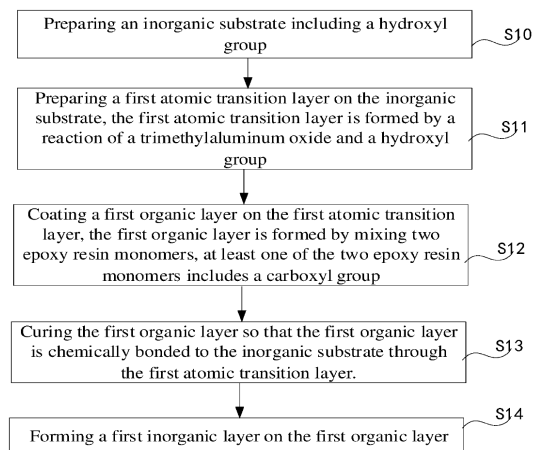 Preparing an inorganic substrate including a hydroxyl
group
S10
Preparing a first atomic transition layer on the inorganic
substrate, the first atomic transition layer is formed by a
reaction of a trimethylaluminum oxide and a hydroxyl
group
S11
Coating a first organic layer on the first atomic transition
layer, the first organic layer is formed by mixing two
epoxy resin monomers, at least one of the two epoxy resin
monomers includes a carboxyl group
S12
Curing the first organic layer so that the first organic layer
is chemically bonded to the inorganic substrate through
the first atomic transition layer.
S13
Forming a first inorganic layer on the first organic layer
S14